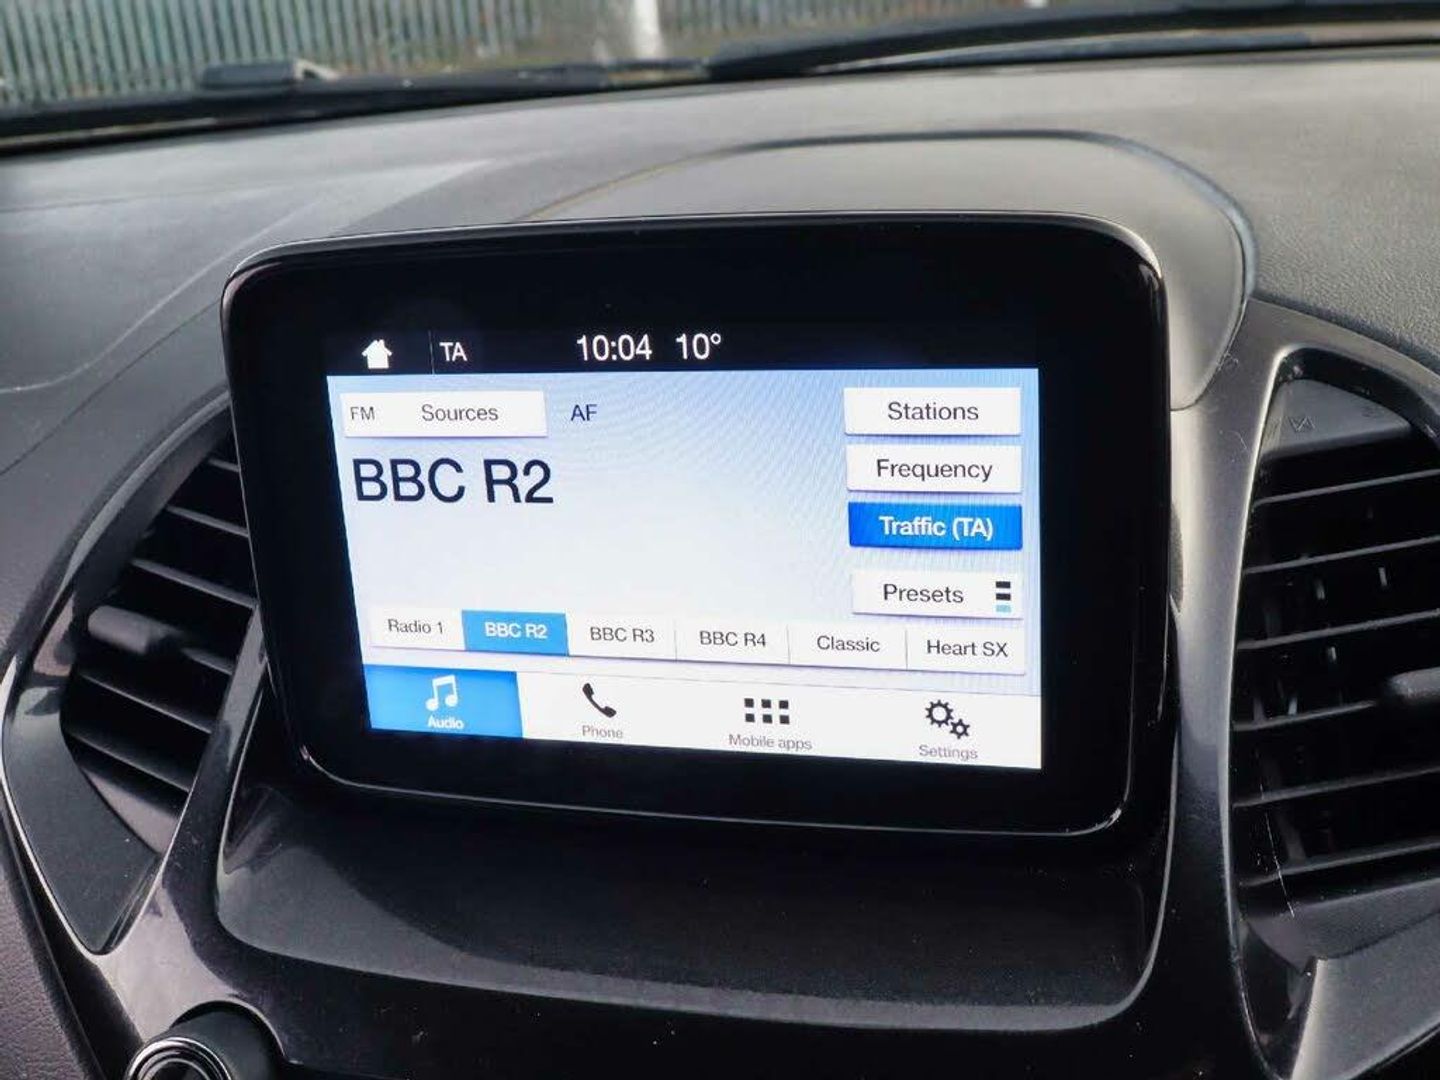 TA 10:04 10°
FM Sources AF Stations
BBC R2
Frequency
Traffic (TA)
Presets
Radio 1 BBC R2 BBC R3 BBC R4 Classic Heart SX
Audio Phone Mobile apps Settings